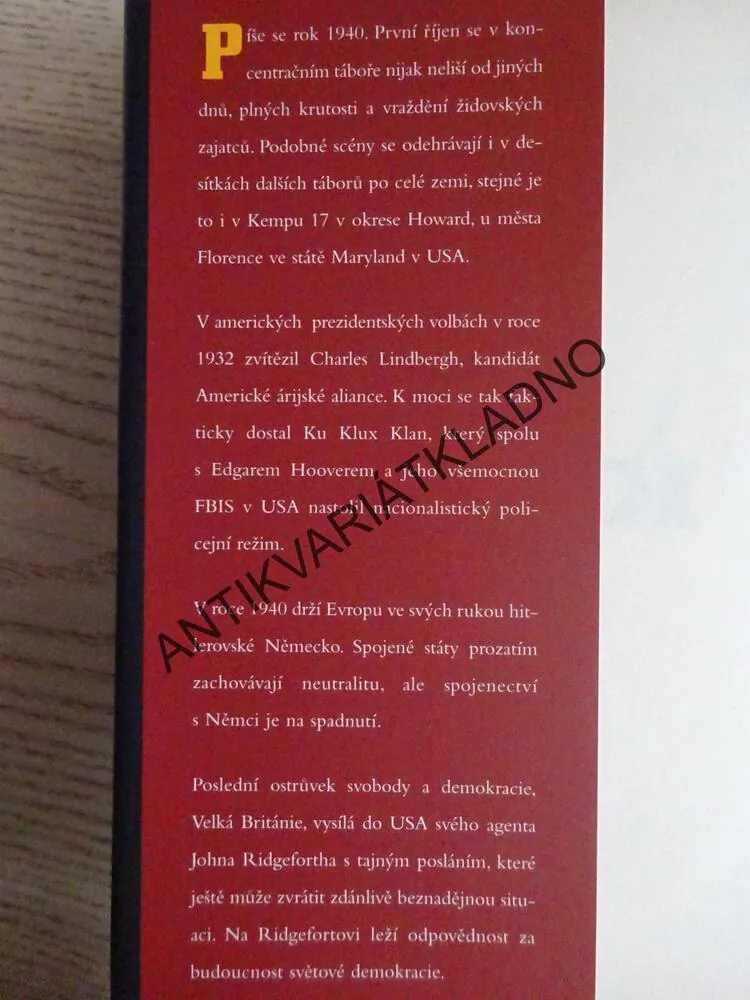 Píše se rok 1940. První říjen se v kon-
centračním táboře nijak neliší od jiných
dnů, plných krutosti a vraždění židovských
zajatců. Podobné scény se odehrávají i v de-
sítkách dalších táborů po celé zemi, stejné je
to i v Kempu 17 v okrese Howard, u města
Florence ve státě Maryland v USA.
V amerických prezidentských volbách v roce
1932 zvítězil Charles Lindbergh, kandidát
Americké árijské aliance. K moci se tak fak-
ticky dostal Ku Klux Klan, který spolu
s Edgarem Hooverem a jeho všemocnou
FBIS v USA nastolil nacionalistický poli-
cejní režim.
V roce 1940 drží Evropu ve svých rukou hit-
lerovské Německo. Spojené státy prozatím
zachovávají neutralitu, ale spojenectví
s Němci je na spadnutí.
Poslední ostrůvek svobody a demokracie,
Velká Británie, vysílá do USA svého agenta
Johna Ridgefortha s tajným posláním, které
ještě může zvrátit zdánlivě beznadějnou situ-
aci. Na Ridgefortovi leží odpovědnost za
budoucnost světové demokracie.
ANTIKVARIÁTKLADNO